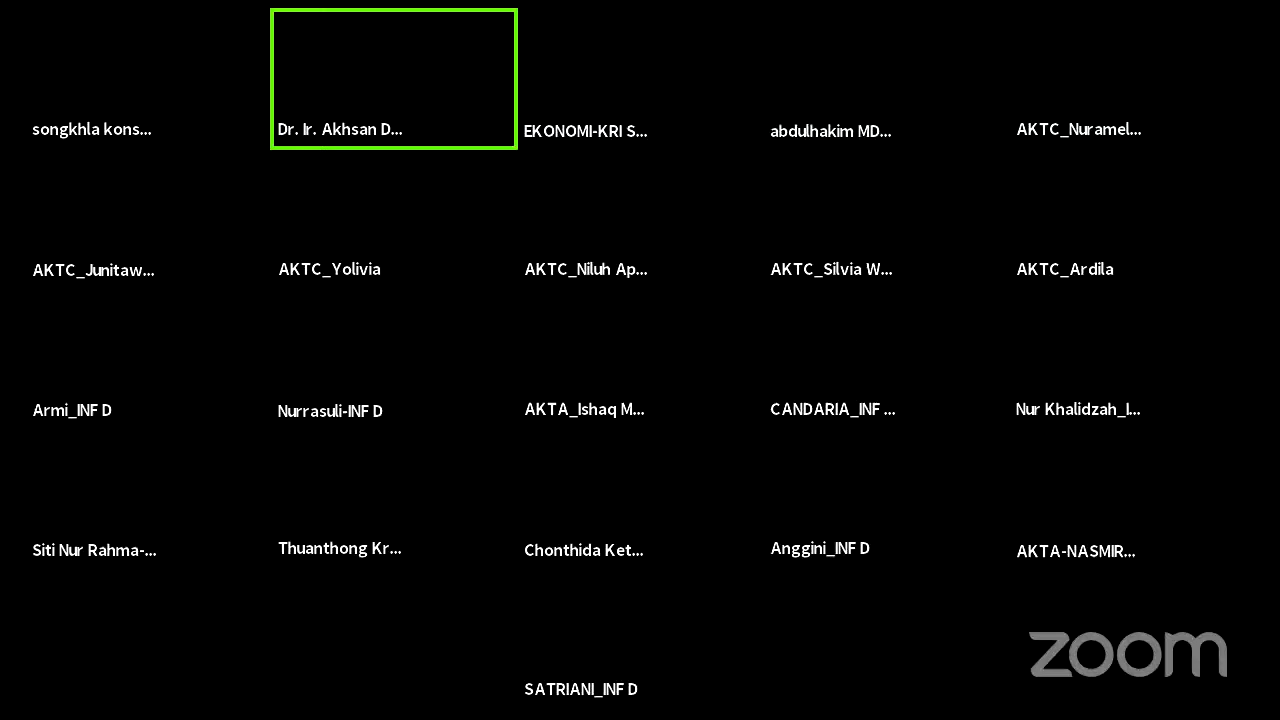 songkhla kons...
Dr. Ir. Akhsan D...
EKONOMI-KRI S...
abdulhakim MD...
AKTC_Nuramel...
AKTC_Junitaw...
AKTC_Yolivia
AKTC_Niluh Ap...
AKTC_Silvia W...
AKTC_Ardila
Armi_INF D
Nurrasuli-INF D
AKTA_Ishaq M...
CANDARIA_INF ...
Nur Khalidzah_I...
Siti Nur Rahma-...
Thuanthong Kr...
Chonthida Ket...
Anggini_INF D
AKTA-NASMIR...
zoom
SATRIANI_INF D